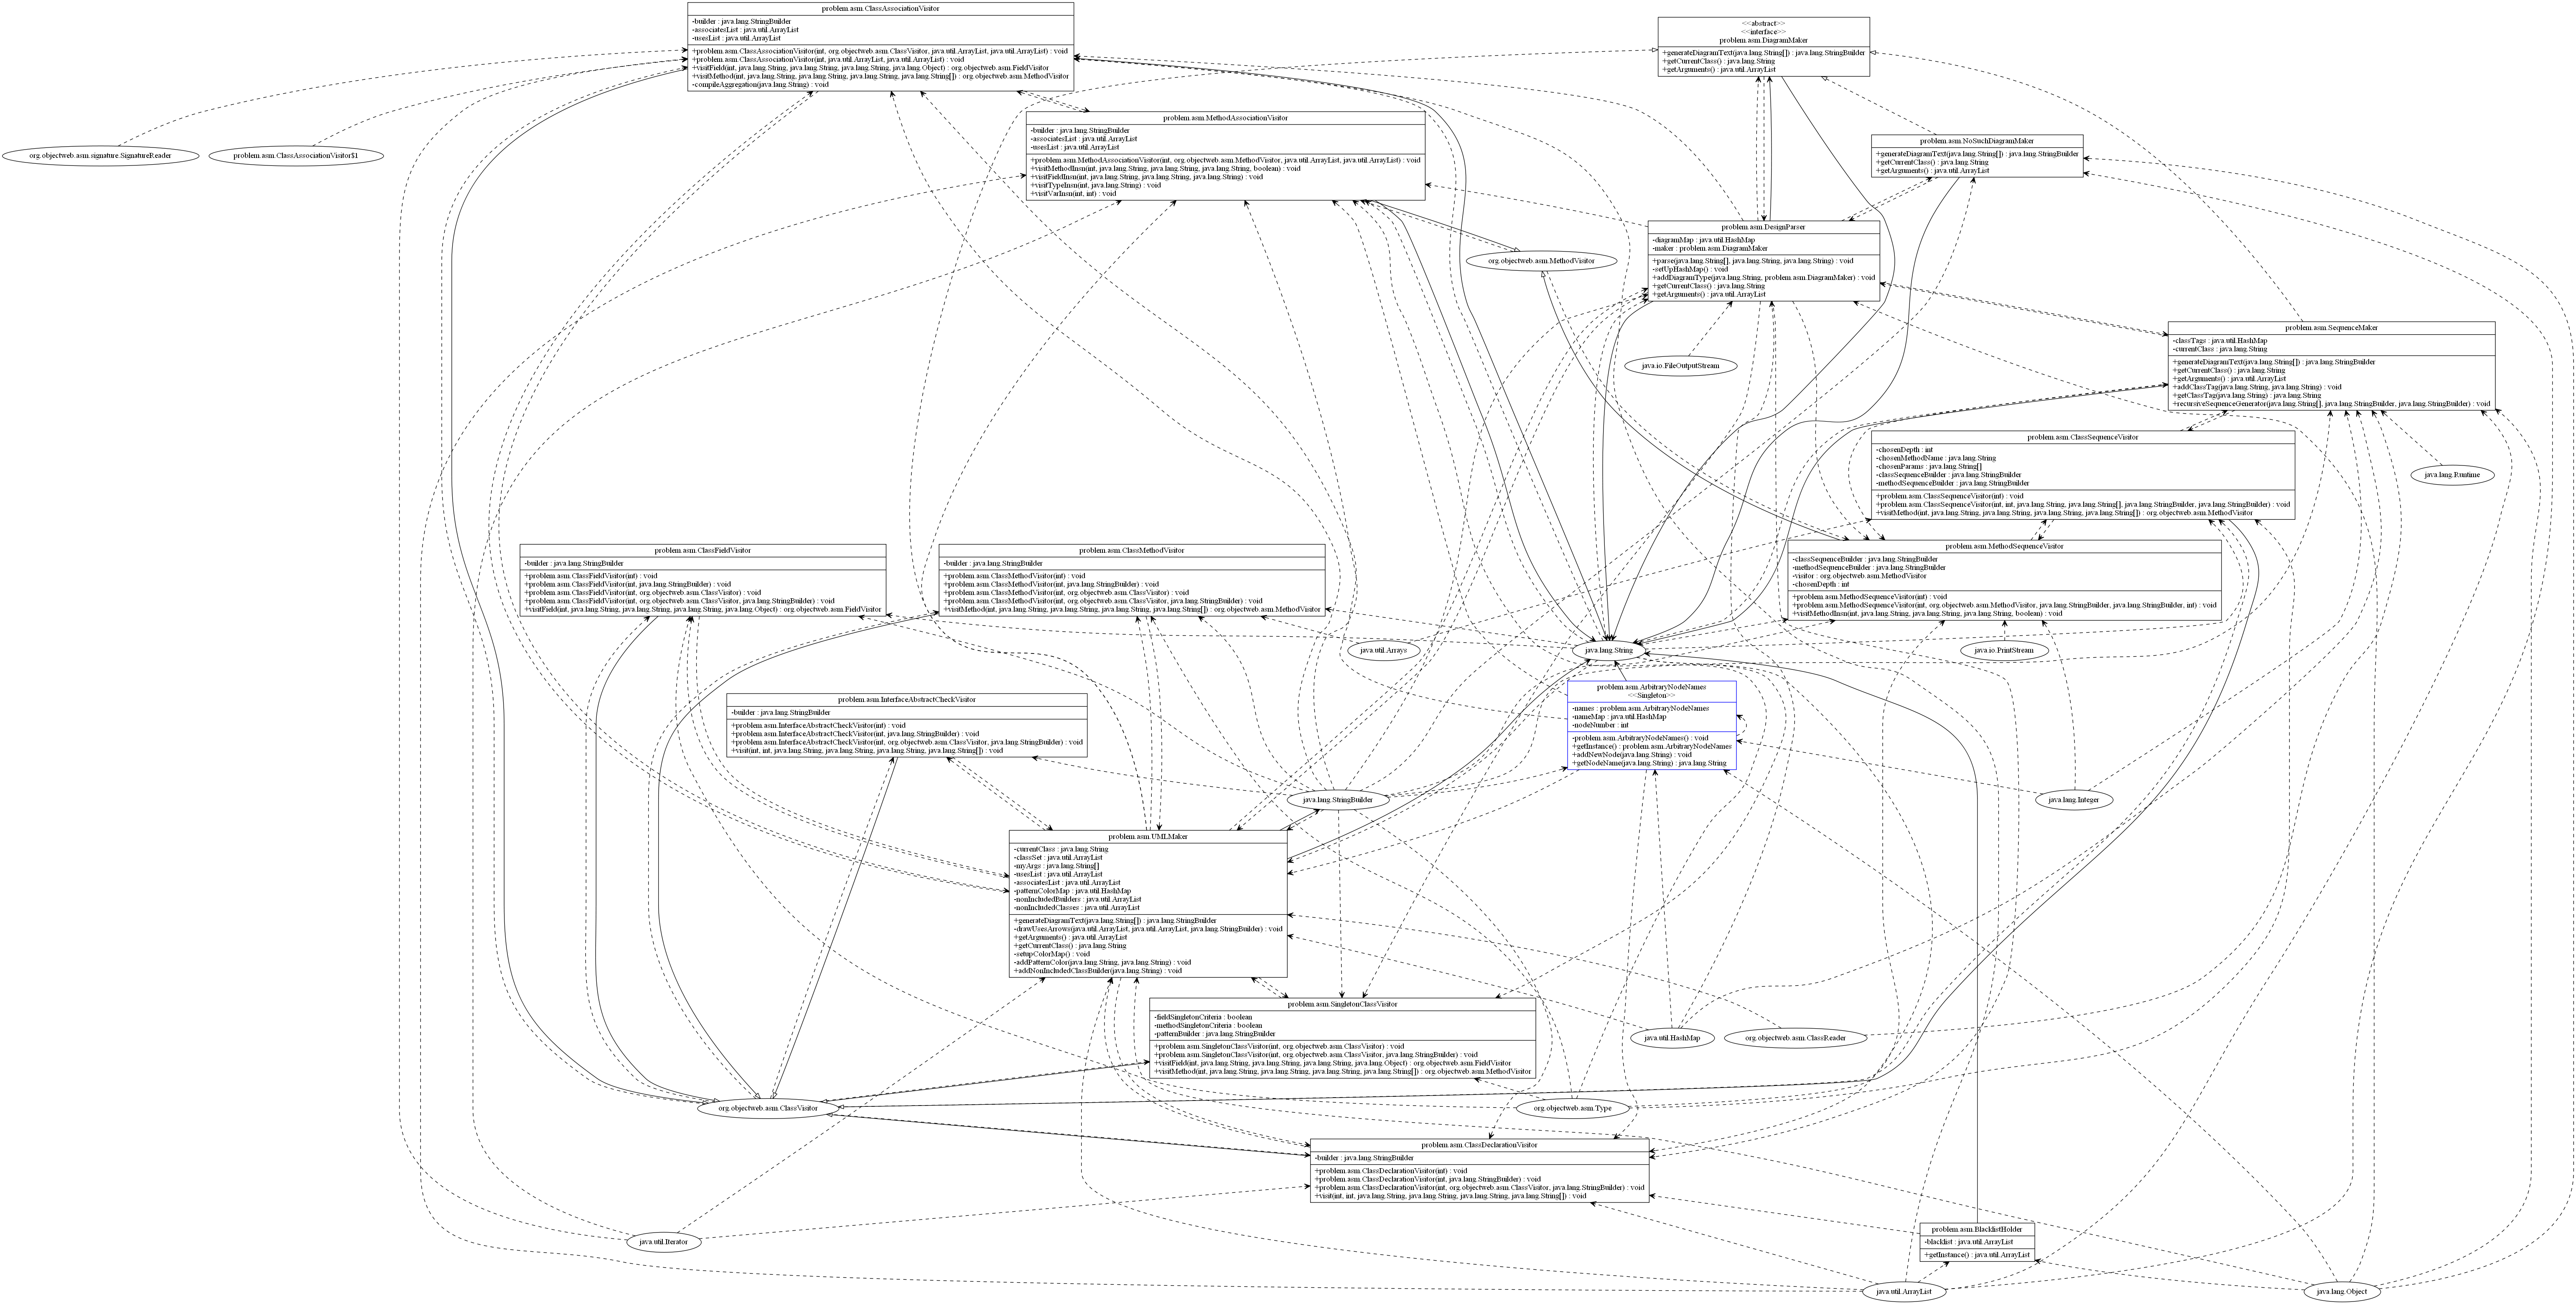 problem.asm.ClassAssociationVisitor
-builder : java.lang.StringBuilder
-associatesList : java.util.ArrayList
-usesList : java.util.ArrayList
+problem.asm.ClassAssociationVisitor(int, org.objectweb.asm.ClassVisitor, java.util.ArrayList, java.util.ArrayList) : void
+problem.asm.ClassAssociationVisitor(int, java.util.ArrayList, java.util.ArrayList) : void
+visitField(int, java.lang.String, java.lang.String, java.lang.String, java.lang.Object) : org.objectweb.asm.FieldVisitor
+visitMethod(int, java.lang.String, java.lang.String, java.lang.String, java.lang.String[]) : org.objectweb.asm.MethodVisitor
-compileAggregation(java.lang.String) : void
<<abstract>>
<<interface>>
problem.asm.DiagramMaker
+generateDiagramText(java.lang.String[]) : java.lang.StringBuilder
+getCurrentClass() : java.lang.String
+getArguments() : java.util.ArrayList
org.objectweb.asm.signature.SignatureReader
problem.asm.ClassAssociationVisitor$1
problem.asm.MethodAssociationVisitor
-builder : java.lang.StringBuilder
-associatesList : java.util.ArrayList
-usesList : java.util.ArrayList
+problem.asm.MethodAssociationVisitor(int, org.objectweb.asm.MethodVisitor, java.util.ArrayList, java.util.ArrayList) : void
+visitMethodInsn(int, java.lang.String, java.lang.String, java.lang.String, boolean) : void
+visitFieldInsn(int, java.lang.String, java.lang.String, java.lang.String) : void
+visitTypeInsn(int, java.lang.String) : void
+visitVarInsn(int, int) : void
problem.asm.NoSuchDiagramMaker
+generateDiagramText(java.lang.String[]) : java.lang.StringBuilder
+getCurrentClass() : java.lang.String
+getArguments() : java.util.ArrayList
org.objectweb.asm.MethodVisitor
problem.asm.DesignParser
-diagramMap : java.util.HashMap
-maker : problem.asm.DiagramMaker
+parse(java.lang.String[], java.lang.String, java.lang.String) : void
-setUpHashMap() : void
+addDiagramType(java.lang.String, problem.asm.DiagramMaker) : void
+getCurrentClass() : java.lang.String
+getArguments() : java.util.ArrayList
java.io.FileOutputStream
problem.asm.SequenceMaker
-classTags : java.util.HashMap
-currentClass : java.lang.String
+generateDiagramText(java.lang.String[]) : java.lang.StringBuilder
+getCurrentClass() : java.lang.String
+getArguments() : java.util.ArrayList
+addClassTag(java.lang.String, java.lang.String) : void
+getClassTag(java.lang.String) : java.lang.String
+recursiveSequenceGenerator(java.lang.String[], java.lang.StringBuilder, java.lang.StringBuilder) : void
problem.asm.ClassSequenceVisitor
-chosenDepth : int
-chosenMethodName : java.lang.String
-chosenParams : java.lang.String[]
-classSequenceBuilder : java.lang.StringBuilder
-methodSequenceBuilder : java.lang.StringBuilder
+problem.asm.ClassSequenceVisitor(int) : void
+problem.asm.ClassSequenceVisitor(int, int, java.lang.String, java.lang.String[], java.lang.StringBuilder, java.lang.StringBuilder) : void
+visitMethod(int, java.lang.String, java.lang.String, java.lang.String, java.lang.String[]) : org.objectweb.asm.MethodVisitor
java.lang.Runtime
problem.asm.ClassFieldVisitor
-builder : java.lang.StringBuilder
+problem.asm.ClassFieldVisitor(int) : void
+problem.asm.ClassFieldVisitor(int, java.lang.StringBuilder) : void
+problem.asm.ClassFieldVisitor(int, org.objectweb.asm.ClassVisitor) : void
+problem.asm.ClassFieldVisitor(int, org.objectweb.asm.ClassVisitor, java.lang.StringBuilder) : void
+visitField(int, java.lang.String, java.lang.String, java.lang.String, java.lang.Object) : org.objectweb.asm.FieldVisitor
problem.asm.ClassMethodVisitor
-builder : java.lang.StringBuilder
+problem.asm.ClassMethodVisitor(int) : void
+problem.asm.ClassMethodVisitor(int, java.lang.StringBuilder) : void
+problem.asm.ClassMethodVisitor(int, org.objectweb.asm.ClassVisitor) : void
+problem.asm.ClassMethodVisitor(int, org.objectweb.asm.ClassVisitor, java.lang.StringBuilder) : void
+visitMethod(int, java.lang.String, java.lang.String, java.lang.String, java.lang.String[]) : org.objectweb.asm.MethodVisitor
problem.asm.MethodSequenceVisitor
-classSequenceBuilder : java.lang.StringBuilder
-methodSequenceBuilder : java.lang.StringBuilder
-visitor : org.objectweb.asm.MethodVisitor
-chosenDepth : int
+problem.asm.MethodSequenceVisitor(int) : void
+problem.asm.MethodSequenceVisitor(int, org.objectweb.asm.MethodVisitor, java.lang.StringBuilder, java.lang.StringBuilder, int) : void
+visitMethodInsn(int, java.lang.String, java.lang.String, java.lang.String, boolean) : void
java.util.Arrays
java.lang.String
java.io.PrintStream
problem.asm.InterfaceAbstractCheckVisitor
-builder : java.lang.StringBuilder
+problem.asm.InterfaceAbstractCheckVisitor(int) : void
+problem.asm.InterfaceAbstractCheckVisitor(int, java.lang.StringBuilder) : void
+problem.asm.InterfaceAbstractCheckVisitor(int, org.objectweb.asm.ClassVisitor, java.lang.StringBuilder) : void
+visit(int, int, java.lang.String, java.lang.String, java.lang.String, java.lang.String[]) : void
problem.asm.ArbitraryNodeNames
<<Singleton>>
-names : problem.asm.ArbitraryNodeNames
-nameMap : java.util.HashMap
-nodeNumber : int
-problem.asm.ArbitraryNodeNames() : void
+getInstance() : problem.asm.ArbitraryNodeNames
+addNewNode(java.lang.String) : void
+getNodeName(java.lang.String) : java.lang.String
java.lang.StringBuilder
java.lang.Integer
problem.asm.UMLMaker
-currentClass : java.lang.String
-classSet : java.util.ArrayList
-myArgs : java.lang.String[]
-usesList : java.util.ArrayList
-associatesList : java.util.ArrayList
-patternColorMap : java.util.HashMap
-nonIncludedBuilders : java.util.ArrayList
-nonIncludedClasses : java.util.ArrayList
+generateDiagramText(java.lang.String[]) : java.lang.StringBuilder
-drawUsesArrows(java.util.ArrayList, java.util.ArrayList, java.lang.StringBuilder) : void
+getArguments() : java.util.ArrayList
+getCurrentClass() : java.lang.String
-setupColorMap() : void
-addPatternColor(java.lang.String, java.lang.String) : void
+addNonIncludedClassBuilder(java.lang.String) : void
problem.asm.SingletonClassVisitor
-fieldSingletonCriteria : boolean
-methodSingletonCriteria : boolean
-patternBuilder : java.lang.StringBuilder
+problem.asm.SingletonClassVisitor(int, org.objectweb.asm.ClassVisitor) : void
+problem.asm.SingletonClassVisitor(int, org.objectweb.asm.ClassVisitor, java.lang.StringBuilder) : void
+visitField(int, java.lang.String, java.lang.String, java.lang.String, java.lang.Object) : org.objectweb.asm.FieldVisitor
+visitMethod(int, java.lang.String, java.lang.String, java.lang.String, java.lang.String[]) : org.objectweb.asm.MethodVisitor
java.util.HashMap
org.objectweb.asm.ClassReader
org.objectweb.asm.ClassVisitor
org.objectweb.asm.Type
problem.asm.ClassDeclarationVisitor
-builder : java.lang.StringBuilder
+problem.asm.ClassDeclarationVisitor(int) : void
+problem.asm.ClassDeclarationVisitor(int, java.lang.StringBuilder) : void
+problem.asm.ClassDeclarationVisitor(int, org.objectweb.asm.ClassVisitor, java.lang.StringBuilder) : void
+visit(int, int, java.lang.String, java.lang.String, java.lang.String, java.lang.String[]) : void
java.util.Iterator
problem.asm.BlacklistHolder
-blacklist : java.util.ArrayList
+getInstance() : java.util.ArrayList
java.util.ArrayList
java.lang.Object